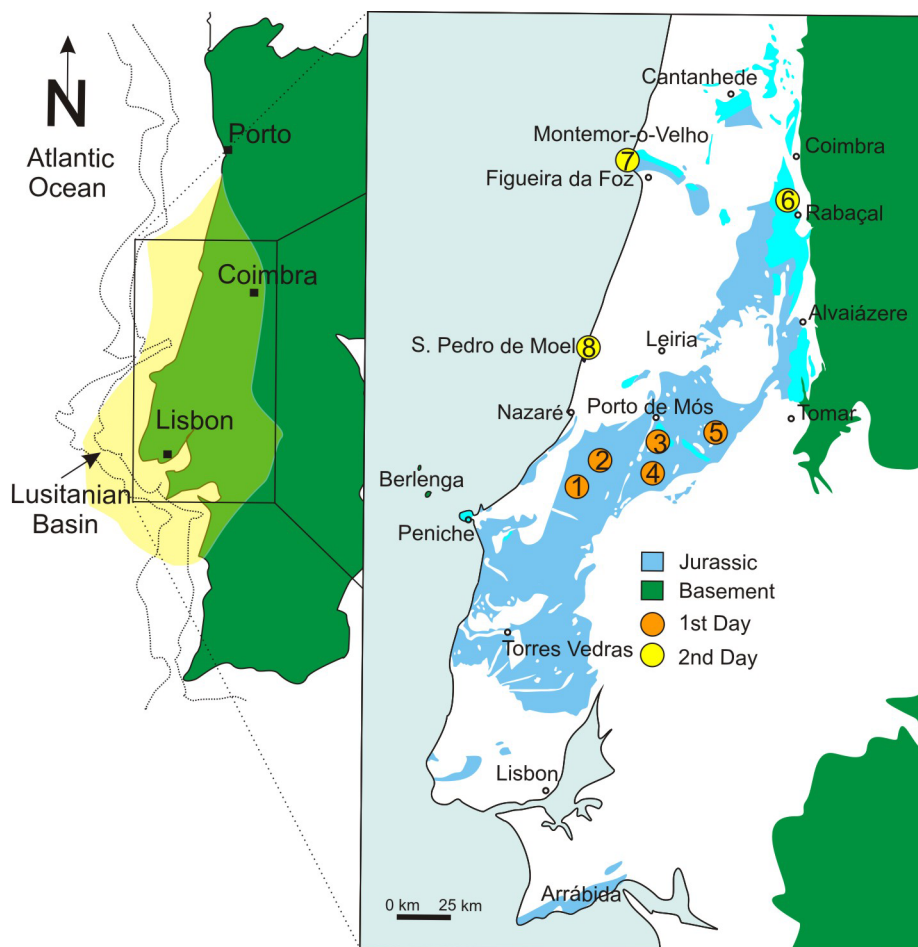 N
Atlantic
Ocean
Porto
Coimbra
Lisbon
Lusitanian
Basin
Cantanhede
Montemor-o-Velho
7
Figueira da Foz
Coimbra
6
Rabaçal
Alvaiázere
S. Pedro de Moel
8
Leiria
Nazaré
Porto de Mós
Tomar
1
2
3
4
5
Berlenga
Peniche
Jurassic
Basement
1st Day
2nd Day
Torres Vedras
Lisbon
Arrábida
0 km 25 km